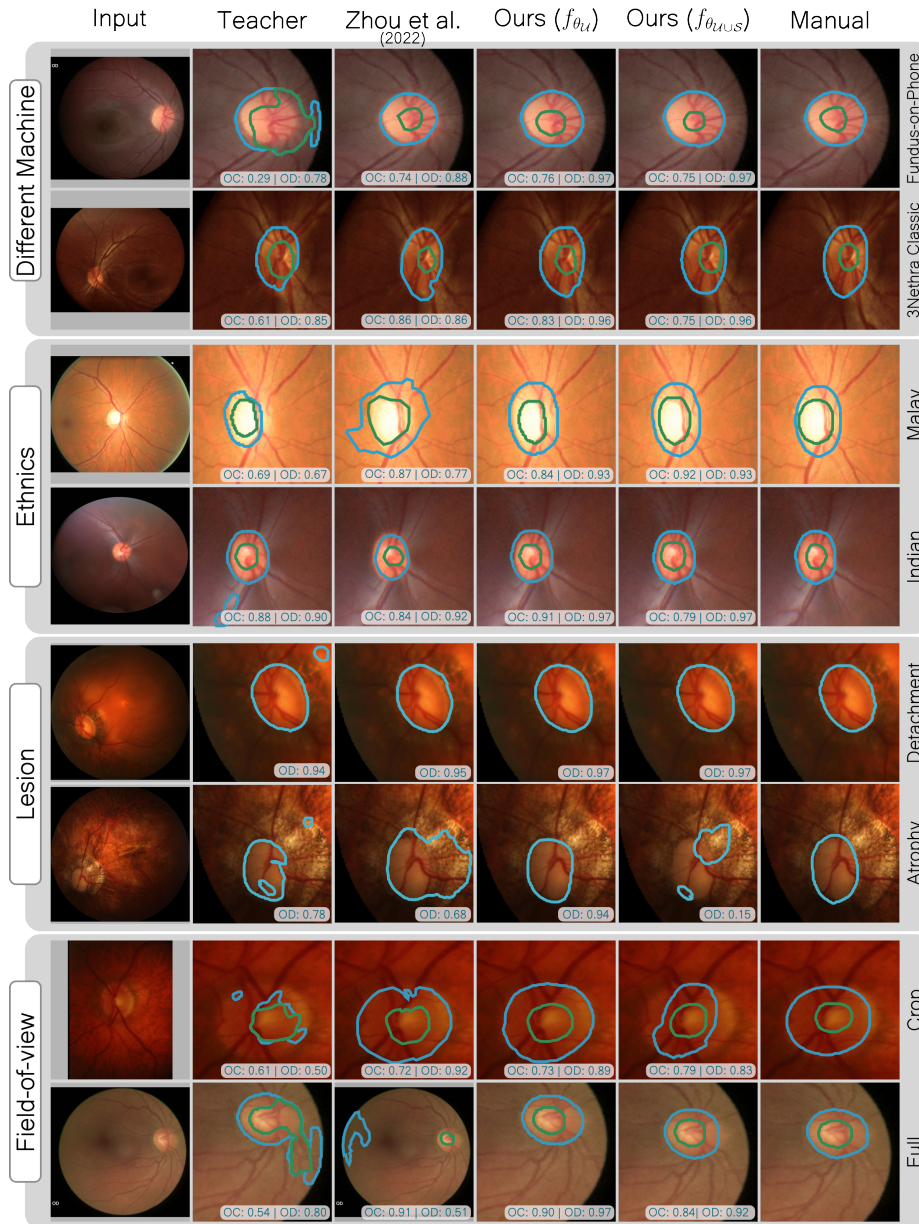 Input Teacher Zhou et al. Ours (f_θ_U) Ours (f_θ_U∪S) Manual
(2022)
Different Machine
OC: 0.29 | OD: 0.78 OC: 0.74 | OD: 0.88 OC: 0.76 | OD: 0.97 OC: 0.75 | OD: 0.97
Fundus-on-Phone
OC: 0.61 | OD: 0.85 OC: 0.86 | OD: 0.86 OC: 0.83 | OD: 0.96 OC: 0.75 | OD: 0.96
3Nethra Classic
Ethnics
OC: 0.69 | OD: 0.67 OC: 0.87 | OD: 0.77 OC: 0.84 | OD: 0.93 OC: 0.92 | OD: 0.93
Malay
OC: 0.88 | OD: 0.90 OC: 0.84 | OD: 0.92 OC: 0.91 | OD: 0.97 OC: 0.79 | OD: 0.97
Indian
Lesion
OD: 0.94 OD: 0.95 OD: 0.97 OD: 0.97
Detachment
OD: 0.78 OD: 0.68 OD: 0.94 OD: 0.15
Atrophy
Field-of-view
OC: 0.61 | OD: 0.50 OC: 0.72 | OD: 0.92 OC: 0.73 | OD: 0.89 OC: 0.79 | OD: 0.83
Crop
OC: 0.54 | OD: 0.80 OC: 0.91 | OD: 0.51 OC: 0.90 | OD: 0.97 OC: 0.84 | OD: 0.92
Full